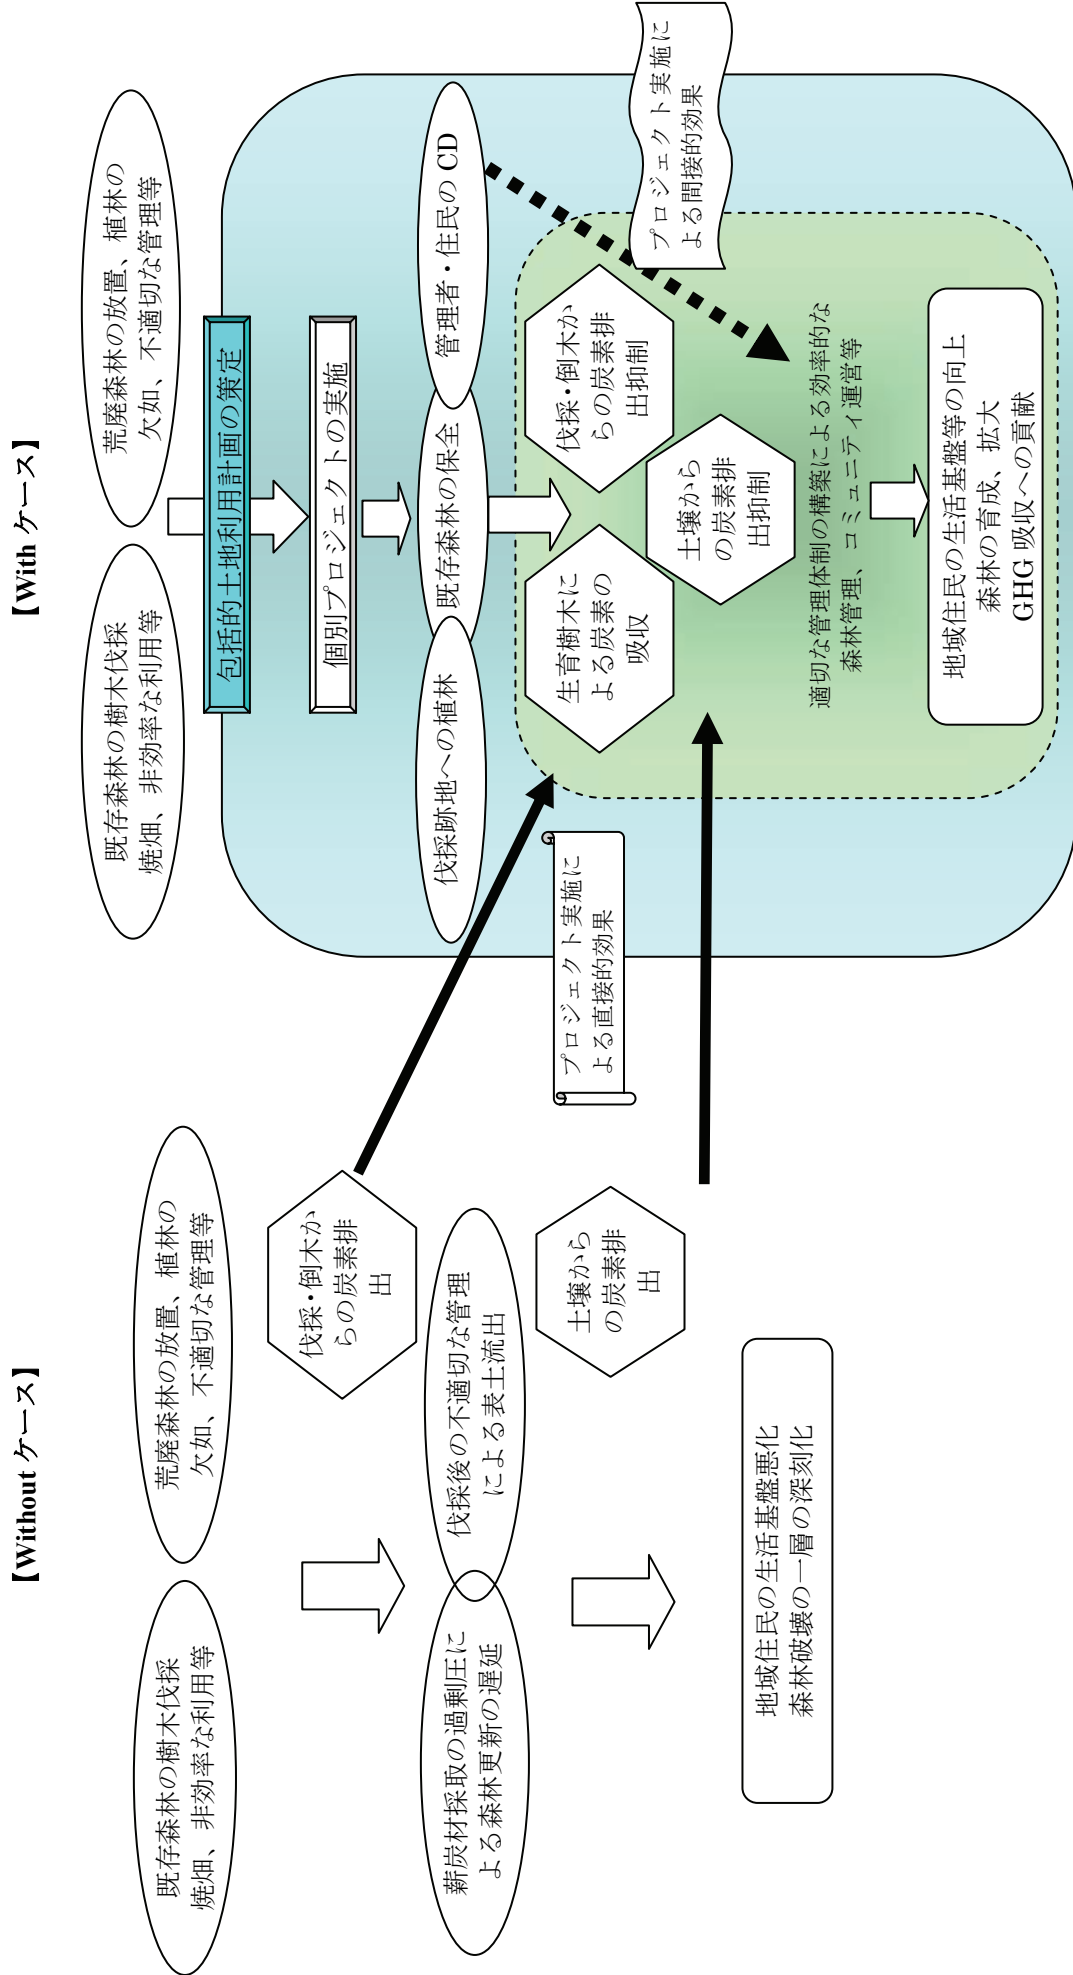 【Without ケース】
既存森林の樹木伐採
焼畑、非効率な利用等
荒廃森林の放置、植林の
欠如、不適切な管理等
伐採・倒木か
らの炭素排
出
薪炭材採取の過剰圧に
よる森林更新の遅延
伐採後の不適切な管理
による表土流出
土壌から
の炭素排
出
地域住民の生活基盤悪化
森林破壊の一層の深刻化
【With ケース】
既存森林の樹木伐採
焼畑、非効率な利用等
荒廃森林の放置、植林の
欠如、不適切な管理等
包括的土地利用計画の策定
個別プロジェクトの実施
伐採跡地への植林
既存森林の保全
管理者・住民の CD
プロジェクト実施に
よる直接的効果
プロジェクト実施に
よる間接的効果
生育樹木に
よる炭素の
吸収
伐採・倒木か
らの炭素排
出抑制
土壌から
の炭素排
出抑制
適切な管理体制の構築による効率的な
森林管理、コミュニティ運営等
地域住民の生活基盤等の向上
森林の育成、拡大
GHG 吸収への貢献